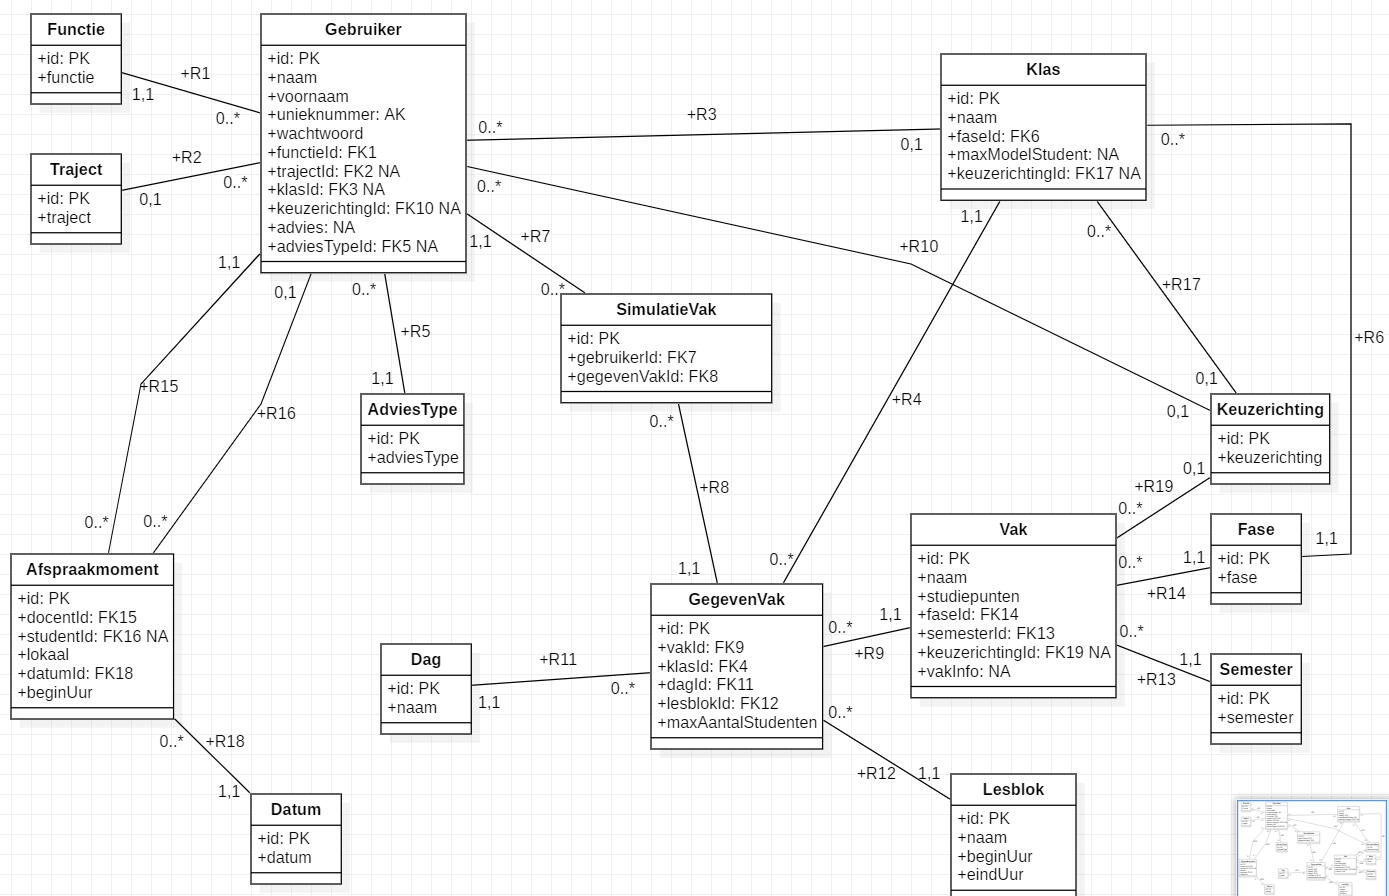 Functie
+id: PK
+functie
Traject
+id: PK
+traject
Gebruiker
+id: PK
+naam
+voornaam
+unieknummer: AK
+wachtwoord
+functieId: FK1
+trajectId: FK2 NA
+klasId: FK3 NA
+keuzerichtingId: FK10 NA
+advies: NA
+adviesTypeId: FK5 NA
Klas
+id: PK
+naam
+faseId: FK6
+maxModelStudent: NA
+keuzerichtingId: FK17 NA
+R1
1,1
0..*
+R2
0,1
0..*
+R3
0..*
0,1
0..*
+R10
0,1
+R7
1,1
0..*
+R15
1,1
0..*
+R16
0,1
0..*
+R5
0..*
1,1
+R4
1,1
0..*
+R17
0..*
0,1
+R6
0..*
1,1
SimulatieVak
+id: PK
+gebruikerId: FK7
+gegevenVakId: FK8
AdviesType
+id: PK
+adviesType
Keuzerichting
+id: PK
+keuzerichting
+R8
0..*
1,1
+R19
0,1
0..*
Afspraakmoment
+id: PK
+docentId: FK15
+studentId: FK16 NA
+lokaal
+datumId: FK18
+beginUur
Vak
+id: PK
+naam
+studiepunten
+faseId: FK14
+semesterId: FK13
+keuzerichtingId: FK19 NA
+vakInfo: NA
Fase
+id: PK
+fase
+R14
0..*
1,1
+R13
0..*
1,1
Semester
+id: PK
+semester
GegevenVak
+id: PK
+vakId: FK9
+klasId: FK4
+dagId: FK11
+lesblokId: FK12
+maxAantalStudenten
+R9
0..*
1,1
Dag
+id: PK
+naam
+R11
1,1
0..*
+R12
0..*
1,1
+R18
0..*
1,1
Datum
+id: PK
+datum
Lesblok
+id: PK
+naam
+beginUur
+eindUur